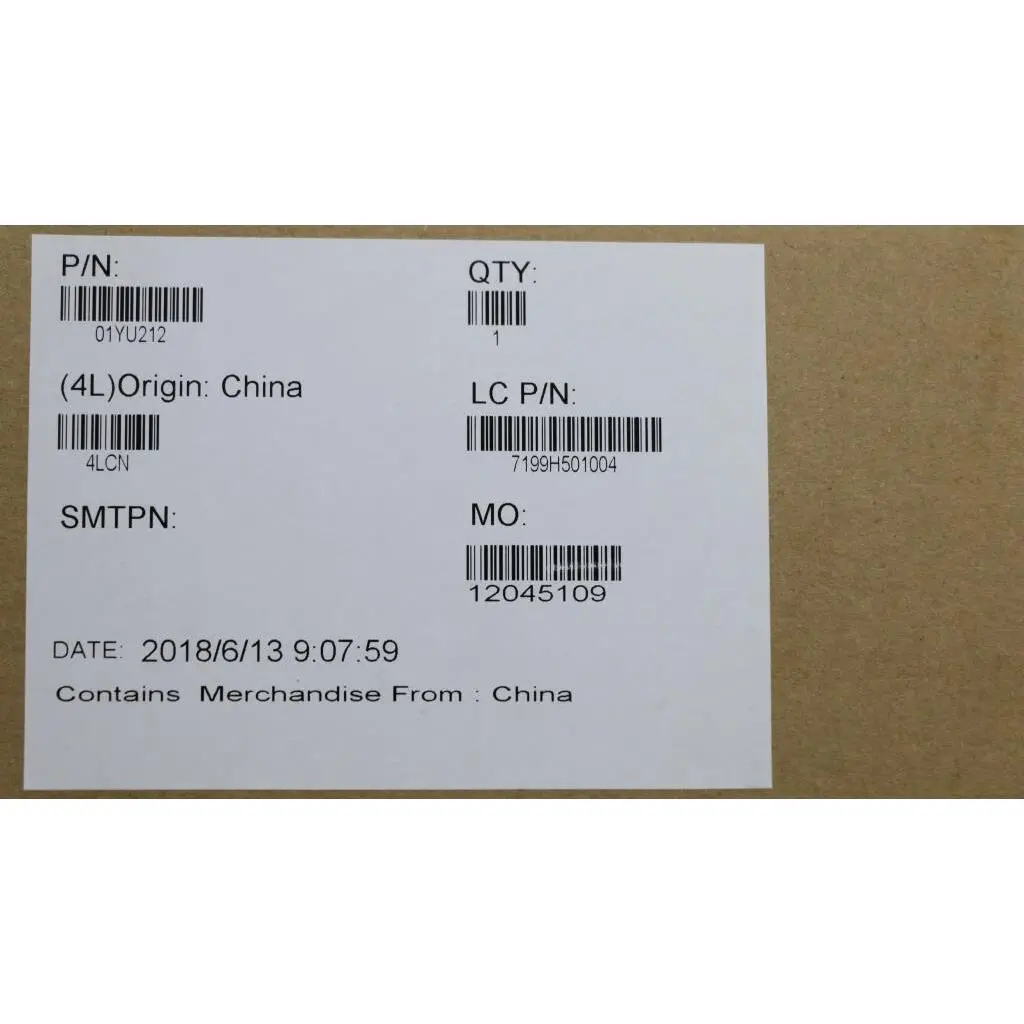 P/N:
01YU212
QTY:
1
(4L)Origin: China
4LCN
LC P/N:
7199H501004
SMTPN:
MO:
12045109
DATE: 2018/6/13 9:07:59
Contains Merchandise From : China